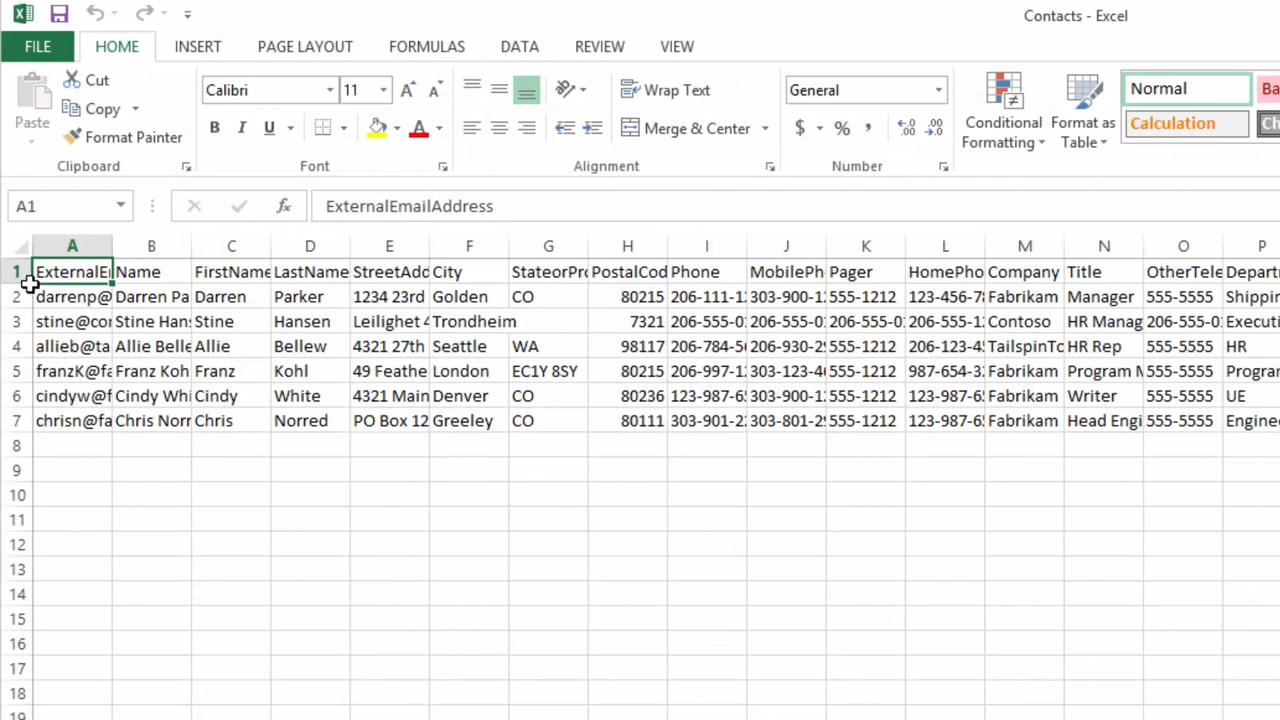 Contacts - Excel
FILE HOME INSERT PAGE LAYOUT FORMULAS DATA REVIEW VIEW
Cut
Copy
Format Painter
Paste
Calibri 11
B I U A
Wrap Text
Merge & Center
General
$ % , .00 .0
Conditional Formatting
Format as Table
Normal
Ba
Calculation
Ch
Clipboard Font Alignment Number
A1 fx ExternalEmailAddress
A B C D E F G H I J K L M N O P
1 ExternalE Name FirstName LastName StreetAdd City StateorPro PostalCod Phone MobilePh Pager HomePho Company Title OtherTele Depart
2 darrenp@ Darren Pa Darren Parker 1234 23rd Golden CO 80215 206-111-1 303-900-1 555-1212 123-456-7 Fabrikam Manager 555-5555 Shippin
3 stine@co Stine Han Stine Hansen Leilighet 4 Trondheim 7321 206-555-0 206-555-0 206-555-0 206-555-1 Contoso HR Manag 206-555-0 Executi
4 allieb@ta Allie Belle Allie Bellew 4321 27th Seattle WA 98117 206-784-5 206-930-2 555-1212 206-123-4 TailspinTo HR Rep 555-5555 HR
5 franzK@fa Franz Koh Franz Kohl 49 Feathe London EC1Y 8SY 80215 206-997-1 303-123-4 555-1212 987-654-3 Fabrikam Program M 555-5555 Progra
6 cindyw@f Cindy Whi Cindy White 4321 Main Denver CO 80236 123-987-6 303-900-1 555-1212 123-987-6 Fabrikam Writer 555-5555 UE
7 chrisn@fa Chris Norr Chris Norred PO Box 12 Greeley CO 80111 303-901-2 303-801-2 555-1212 123-987-6 Fabrikam Head Engi 555-5555 Engine
8
9
10
11
12
13
14
15
16
17
18
19